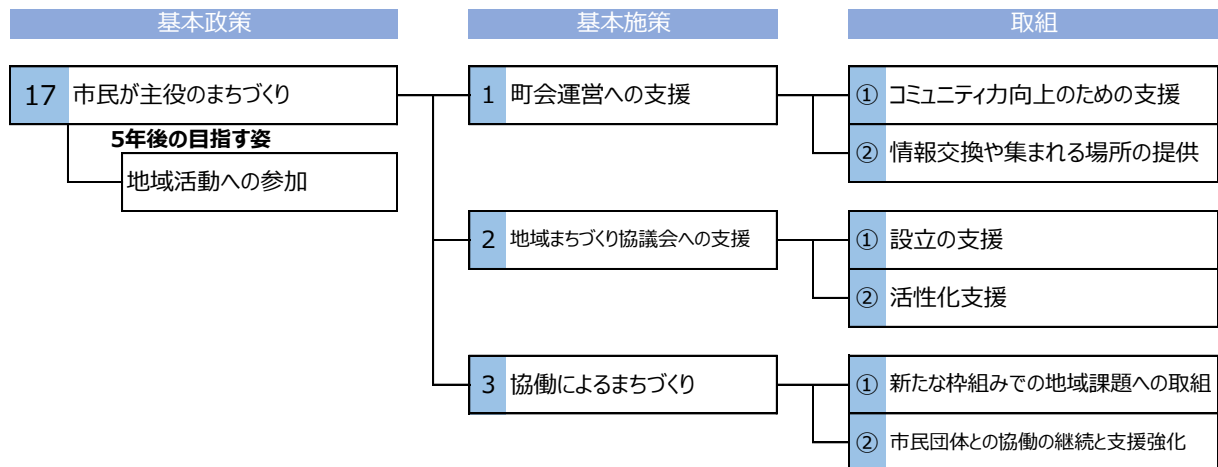 基本政策
基本施策
取組
17 市民が主役のまちづくり
5年後の目指す姿
地域活動への参加
1 町会運営への支援
① コミュニティ力向上のための支援
② 情報交換や集まれる場所の提供
2 地域まちづくり協議会への支援
① 設立の支援
② 活性化支援
3 協働によるまちづくり
① 新たな枠組みでの地域課題への取組
② 市民団体との協働の継続と支援強化